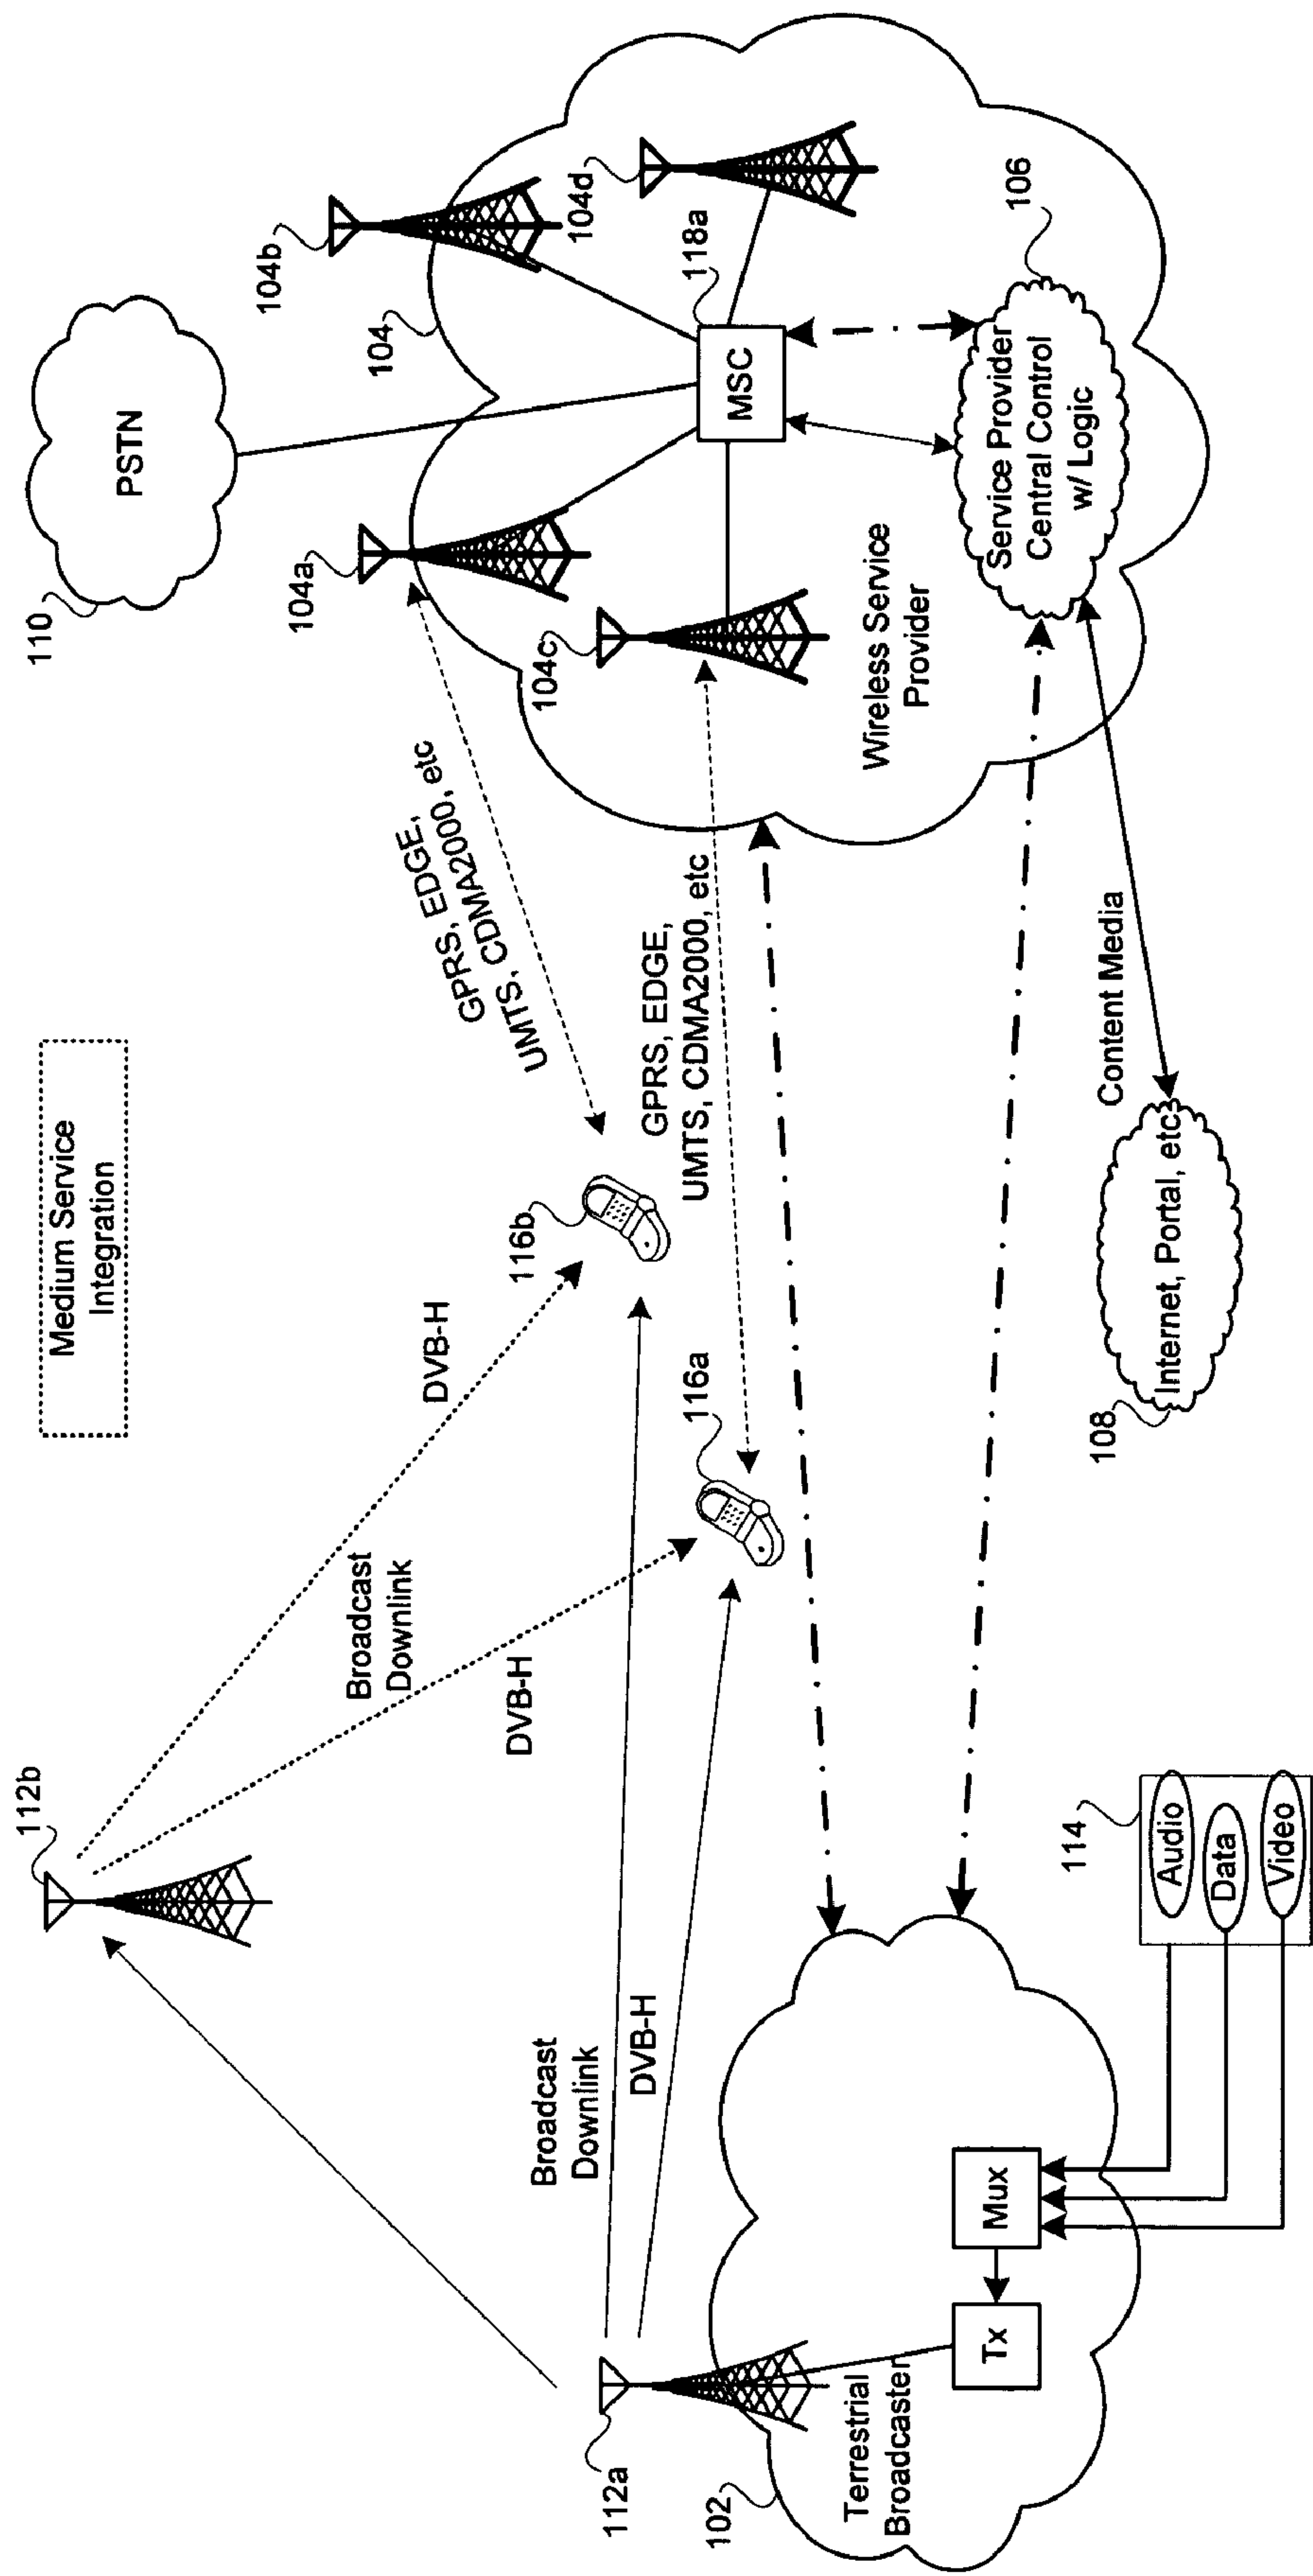 Medium Service
Integration
112b
110
PSTN
104b
104
104a
104d
GPRS, EDGE,
UMTS, CDMA2000, etc
DVB-H
Broadcast
Downlink
DVB-H
116b
104c
118a
MSC
GPRS, EDGE,
UMTS, CDMA2000, etc
116a
112a
Broadcast
Downlink
DVB-H
102
Terrestrial
Broadcaster
Tx
Mux
Wireless Service
Provider
106
Service Provider
Central Control
w/ Logic
Content Media
108
Internet, Portal, etc
114
Audio
Data
Video